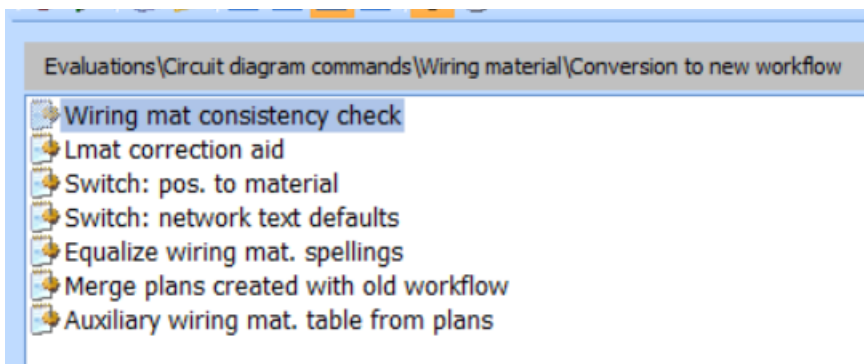 Evaluations\Circuit diagram commands\Wiring material\Conversion to new workflow
Wiring mat consistency check
Lmat correction aid
Switch: pos. to material
Switch: network text defaults
Equalize wiring mat. spellings
Merge plans created with old workflow
Auxiliary wiring mat. table from plans